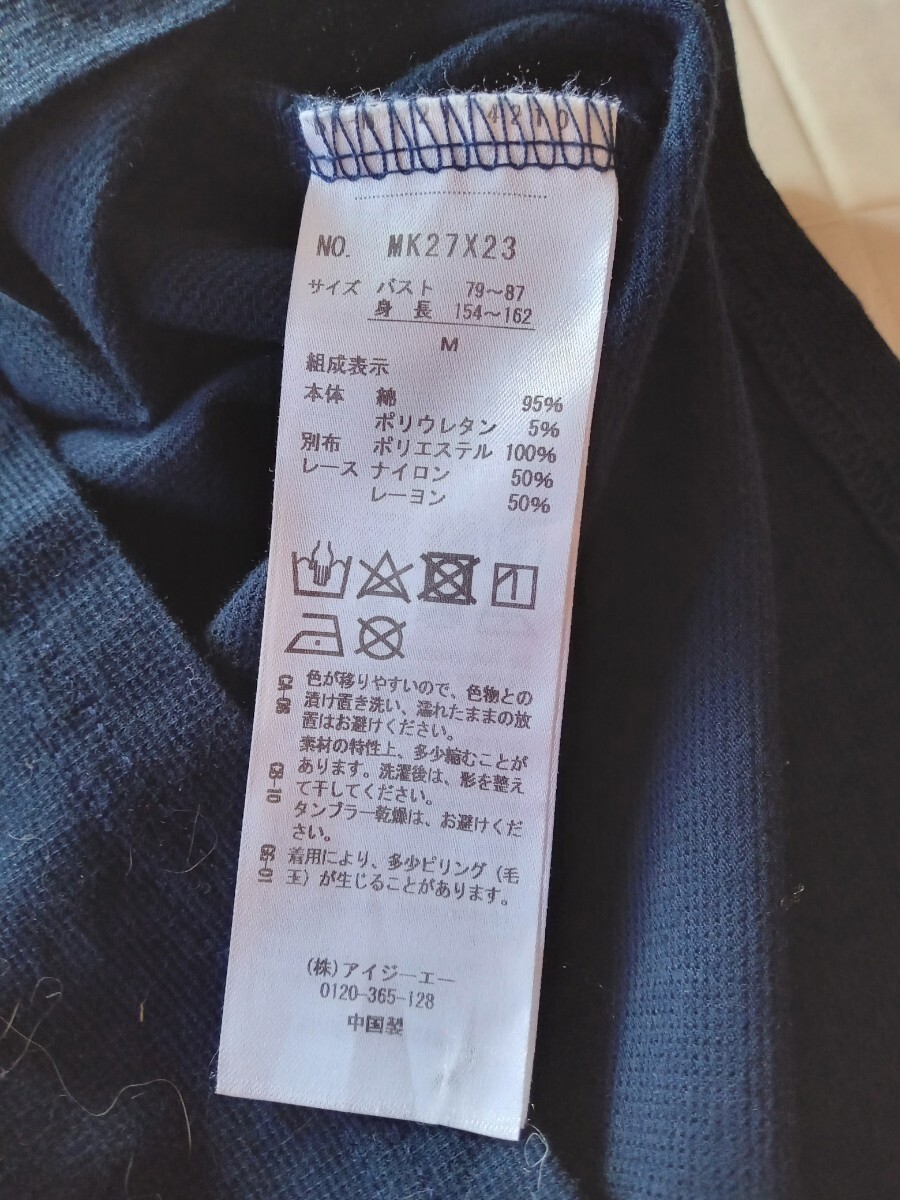 NO. MK27X23
サイズ バスト 79～87
身長 154～162
M
組成表示
本体 綿 95%
ポリウレタン 5%
別布 ポリエステル 100%
レース ナイロン 50%
レーヨン 50%
CA-06 色が移りやすいので、色物との
漬け置き洗い、濡れたままの放
置はお避けください。
素材の特性上、多少縮むことが
あります。洗濯後は、形を整え
て干してください。
タンブラー乾燥は、お避けくだ
さい。
着用により、多少ピリング（毛
玉）が生じることがあります。
(株)アイジーエー
0120-365-128
中国製